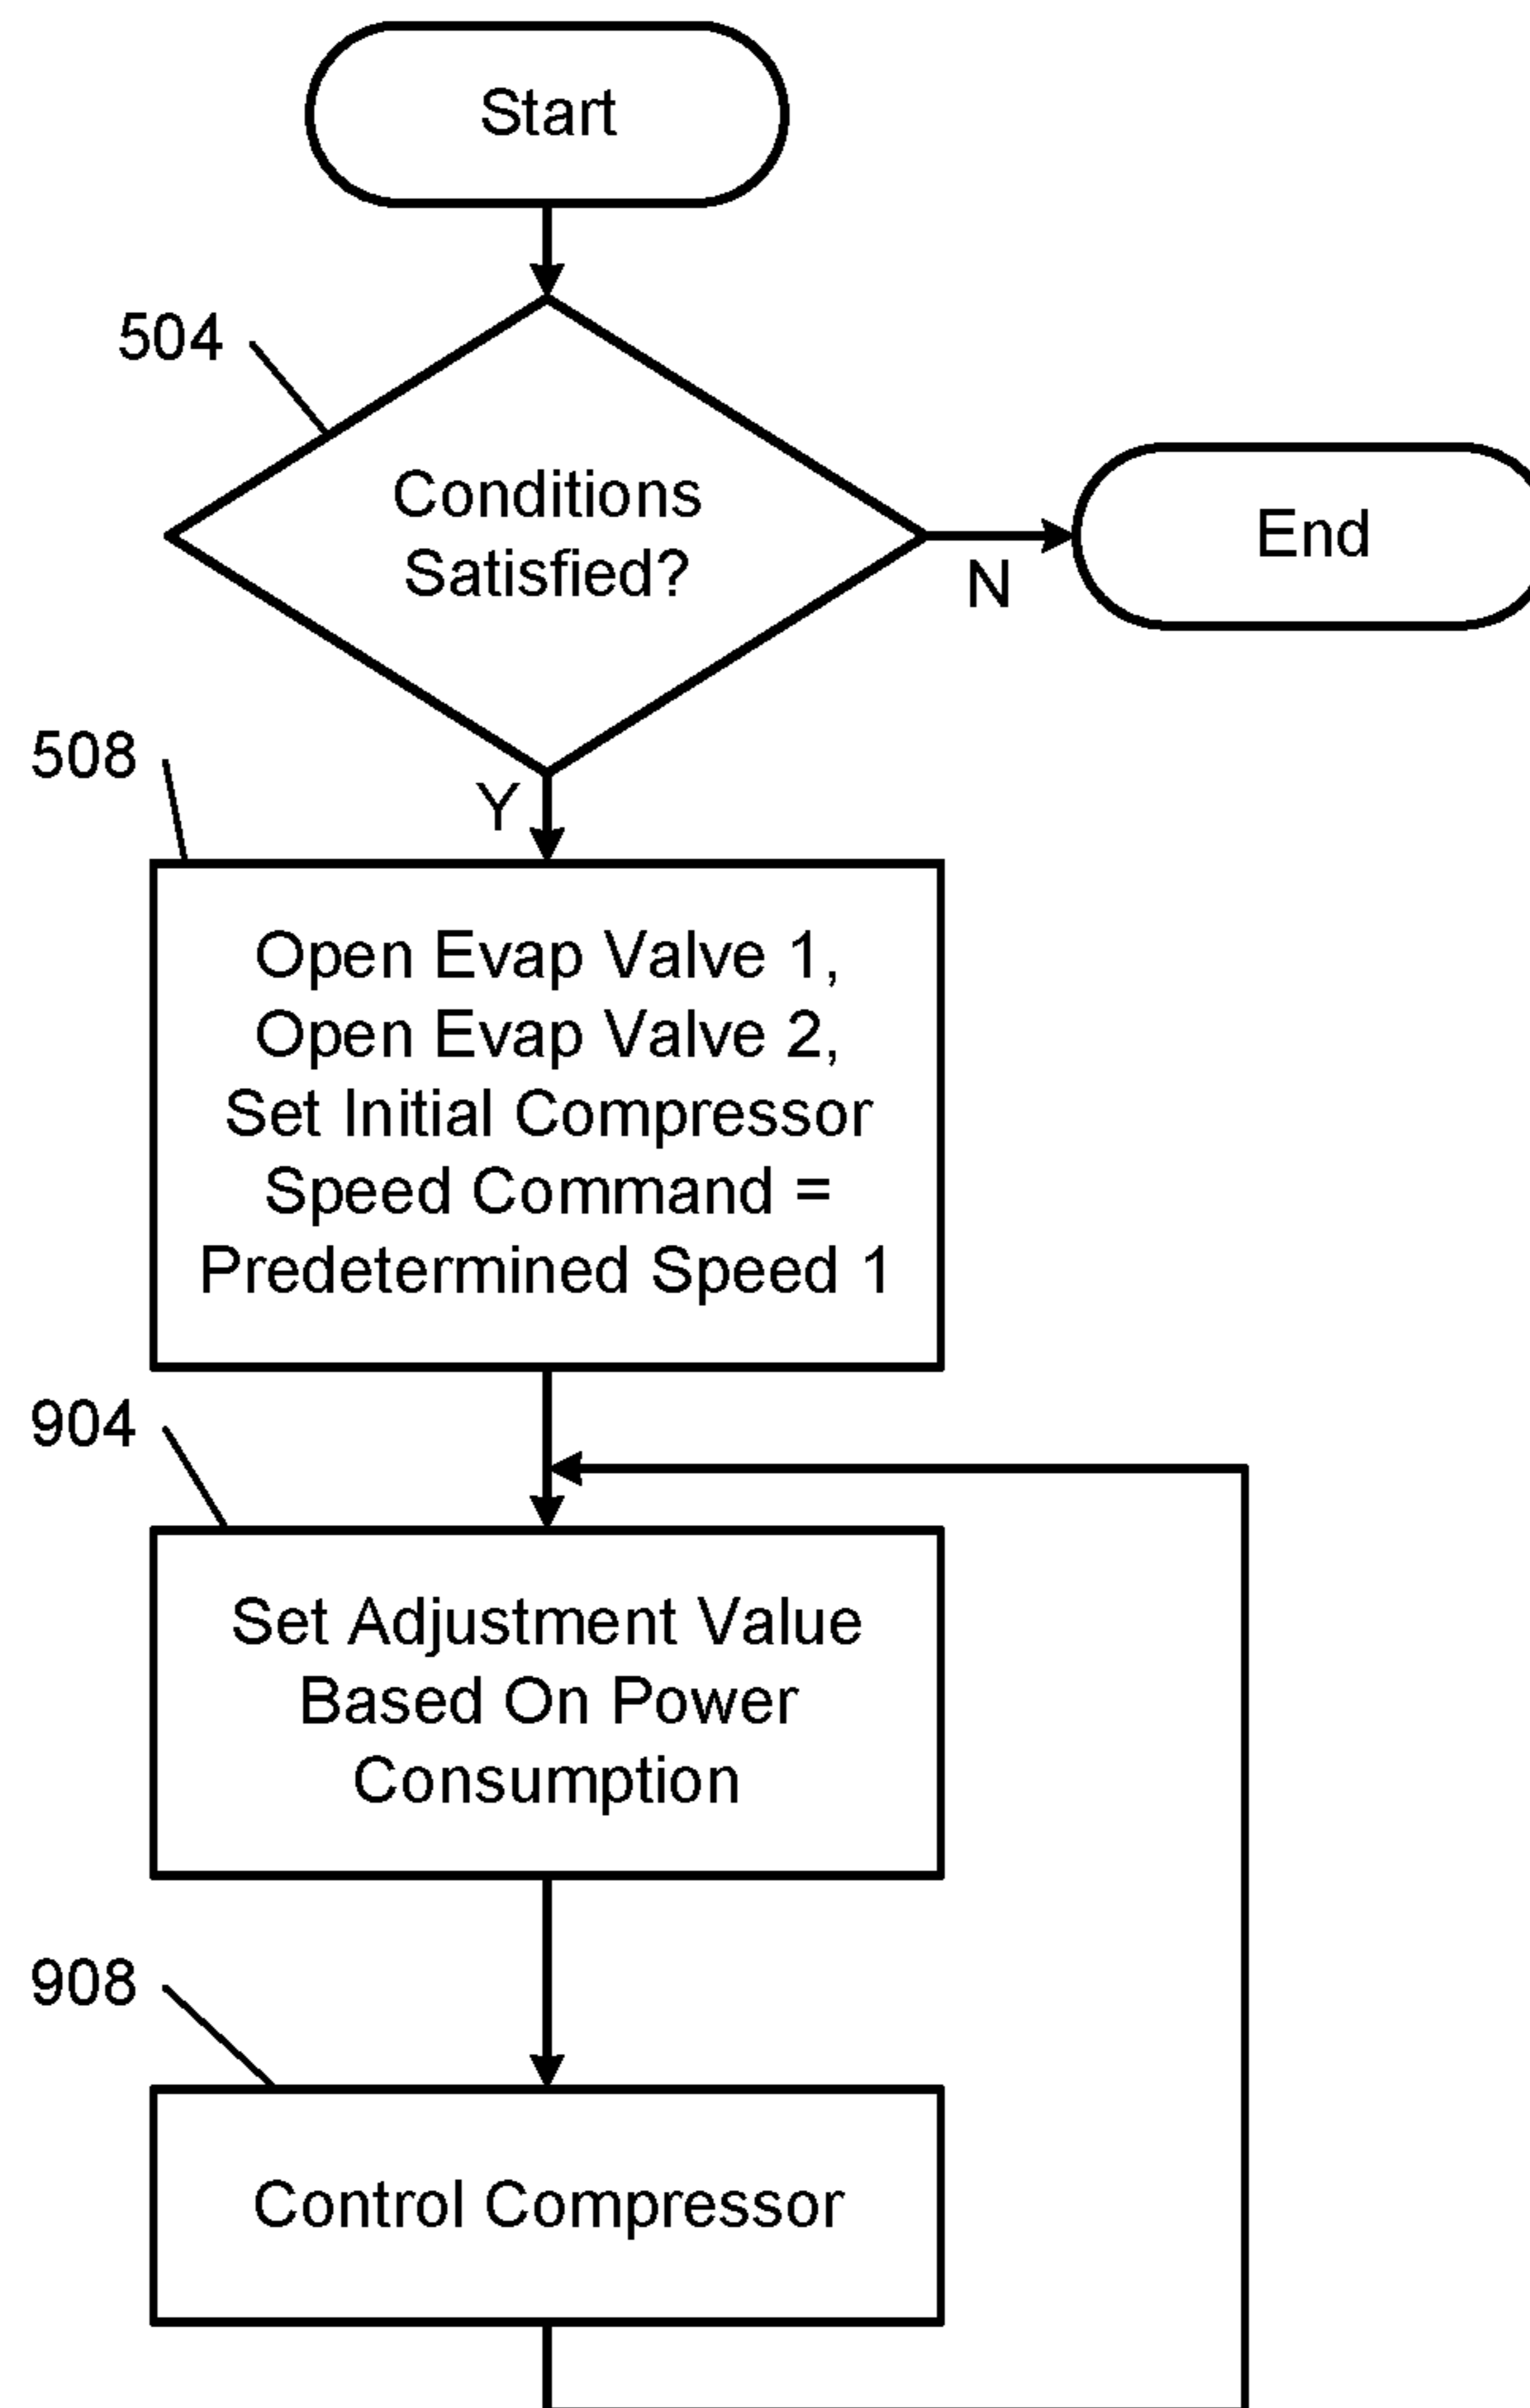 Start
504
Conditions
Satisfied?
End
N
508
Y
Open Evap Valve 1,
Open Evap Valve 2,
Set Initial Compressor
Speed Command =
Predetermined Speed 1
904
Set Adjustment Value
Based On Power
Consumption
908
Control Compressor